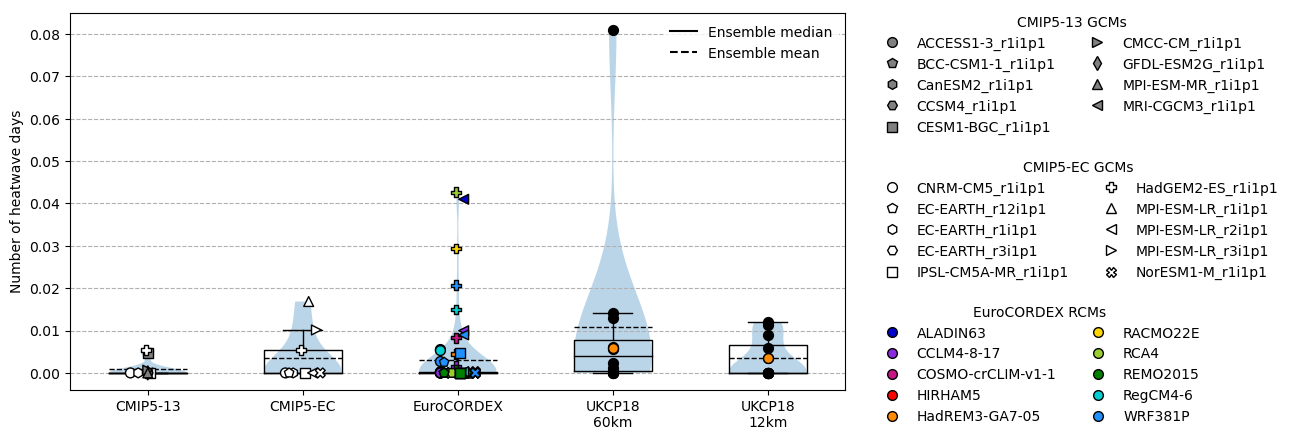 Number of heatwave days
0.08
0.07
0.06
0.05
0.04
0.03
0.02
0.01
0.00
Ensemble median
Ensemble mean
CMIP5-13
CMIP5-EC
EuroCORDEX
UKCP18
60km
UKCP18
12km
CMIP5-13 GCMs
ACCESS1-3_r1i1p1
BCC-CSM1-1_r1i1p1
CanESM2_r1i1p1
CCSM4_r1i1p1
CESM1-BGC_r1i1p1
CMCC-CM_r1i1p1
GFDL-ESM2G_r1i1p1
MPI-ESM-MR_r1i1p1
MRI-CGCM3_r1i1p1
CMIP5-EC GCMs
CNRM-CM5_r1i1p1
EC-EARTH_r12i1p1
EC-EARTH_r1i1p1
EC-EARTH_r3i1p1
IPSL-CM5A-MR_r1i1p1
HadGEM2-ES_r1i1p1
MPI-ESM-LR_r1i1p1
MPI-ESM-LR_r2i1p1
MPI-ESM-LR_r3i1p1
NorESM1-M_r1i1p1
EuroCORDEX RCMs
ALADIN63
CCLM4-8-17
COSMO-crCLIM-v1-1
HIRHAM5
HadREM3-GA7-05
RACMO22E
RCA4
REMO2015
RegCM4-6
WRF381P